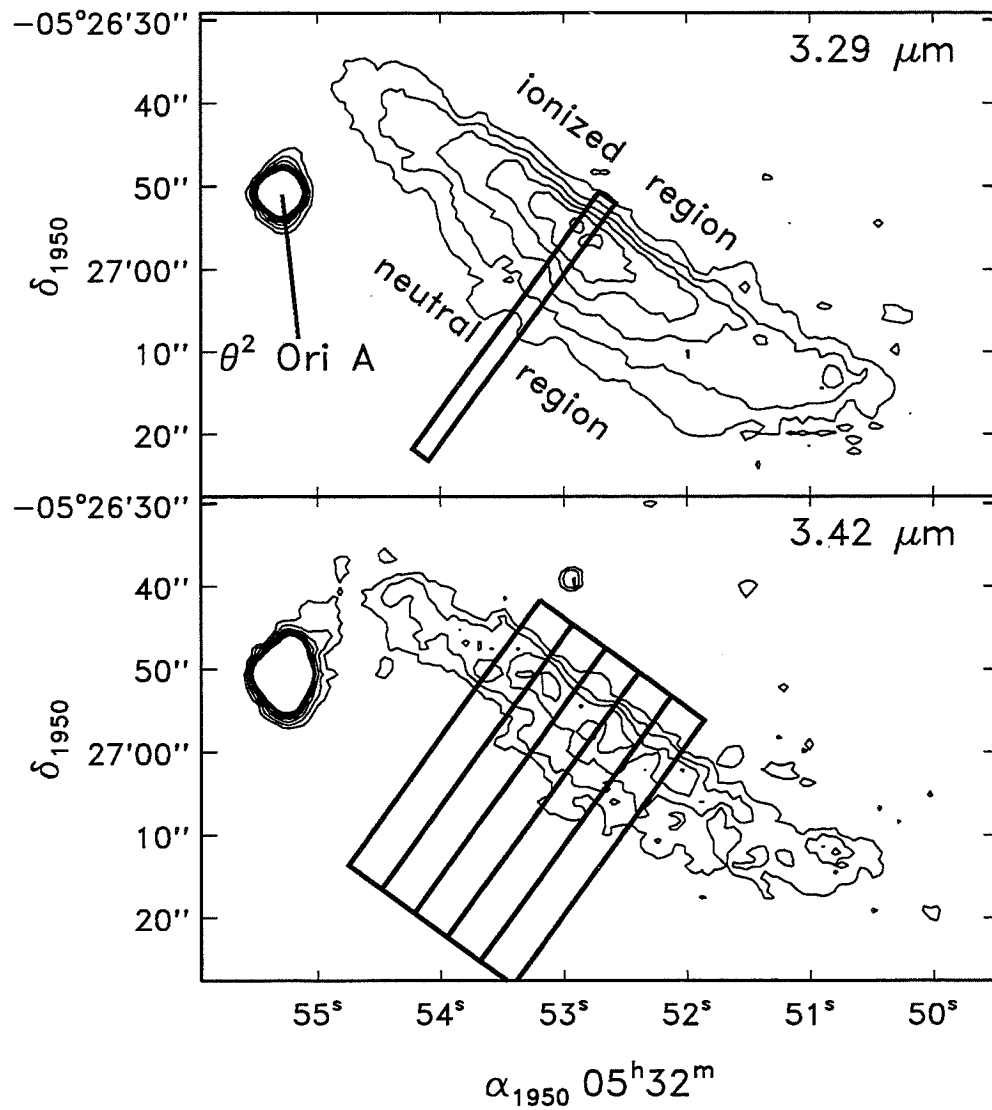 −05°26′30″
3.29 μm
40″
50″
27′00″
10″
20″
δ1950
ionized
region
neutral
region
θ² Ori A
−05°26′30″
3.42 μm
40″
50″
27′00″
10″
20″
δ1950
55ˢ 54ˢ 53ˢ 52ˢ 51ˢ 50ˢ
α1950 05ʰ32ᵐ